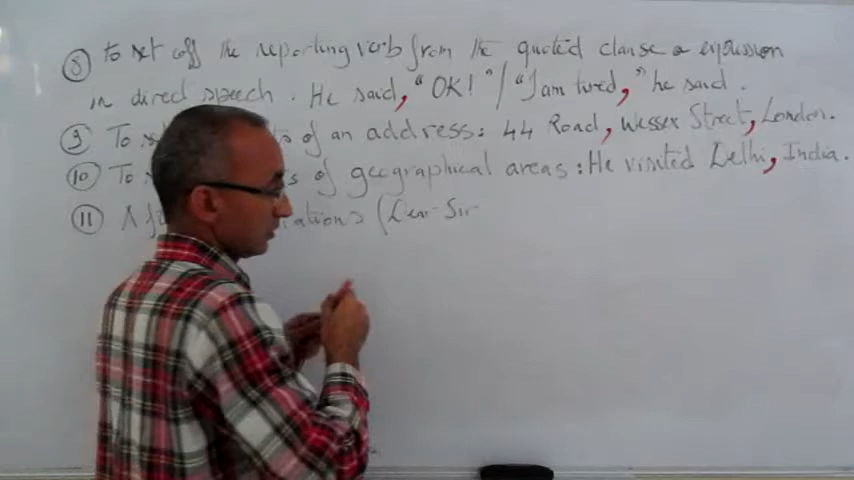 ⑧ to set off the reporting verb from the quoted clause or expression
in direct speech. He said, "OK!" / "I am tired," he said.
⑨ To of an address: 44 Road, Wessex Street, London.
⑩ To of geographical areas: He visited Delhi, India.
⑪ (Dear Sir